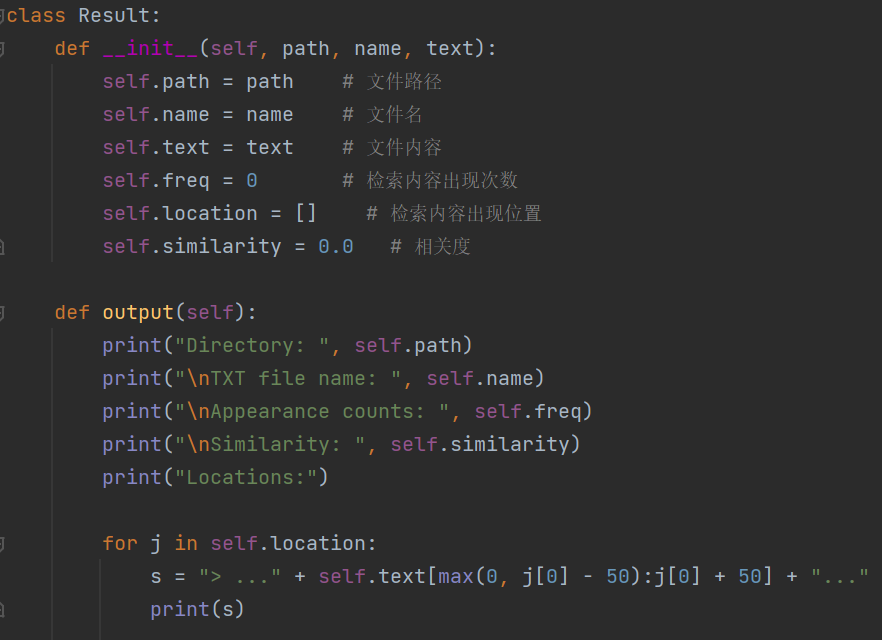 class Result:
    def __init__(self, path, name, text):
        self.path = path    # 文件路径
        self.name = name    # 文件名
        self.text = text    # 文件内容
        self.freq = 0       # 检索内容出现次数
        self.location = []    # 检索内容出现位置
        self.similarity = 0.0   # 相关度
    def output(self):
        print("Directory: ", self.path)
        print("\nTXT file name: ", self.name)
        print("\nAppearance counts: ", self.freq)
        print("\nSimilarity: ", self.similarity)
        print("Locations:")
        for j in self.location:
            s = "> ..." + self.text[max(0, j[0] - 50):j[0] + 50] + "..."
            print(s)